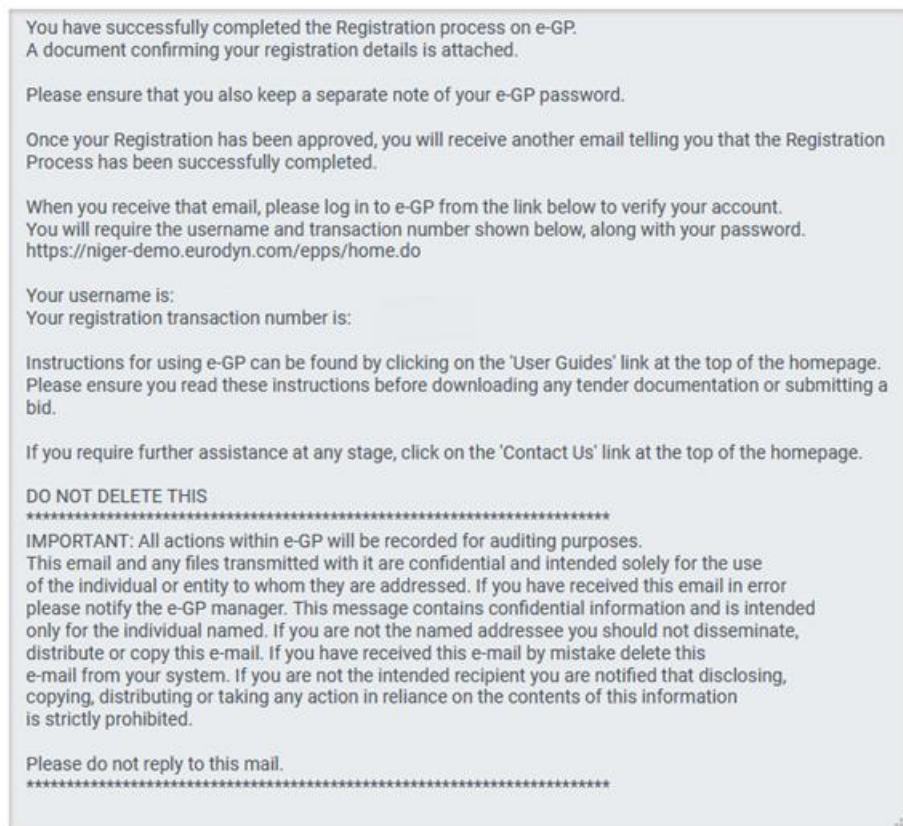 You have successfully completed the Registration process on e-GP.
A document confirming your registration details is attached.
Please ensure that you also keep a separate note of your e-GP password.
Once your Registration has been approved, you will receive another email telling you that the Registration
Process has been successfully completed.
When you receive that email, please log in to e-GP from the link below to verify your account.
You will require the username and transaction number shown below, along with your password.
https://niger-demo.eurodyn.com/epps/home.do
Your username is:
Your registration transaction number is:
Instructions for using e-GP can be found by clicking on the 'User Guides' link at the top of the homepage.
Please ensure you read these instructions before downloading any tender documentation or submitting a
bid.
If you require further assistance at any stage, click on the 'Contact Us' link at the top of the homepage.
DO NOT DELETE THIS
*************************************************************************
IMPORTANT: All actions within e-GP will be recorded for auditing purposes.
This email and any files transmitted with it are confidential and intended solely for the use
of the individual or entity to whom they are addressed. If you have received this email in error
please notify the e-GP manager. This message contains confidential information and is intended
only for the individual named. If you are not the named addressee you should not disseminate,
distribute or copy this e-mail. If you have received this e-mail by mistake delete this
e-mail from your system. If you are not the intended recipient you are notified that disclosing,
copying, distributing or taking any action in reliance on the contents of this information
is strictly prohibited.
Please do not reply to this mail.
*************************************************************************